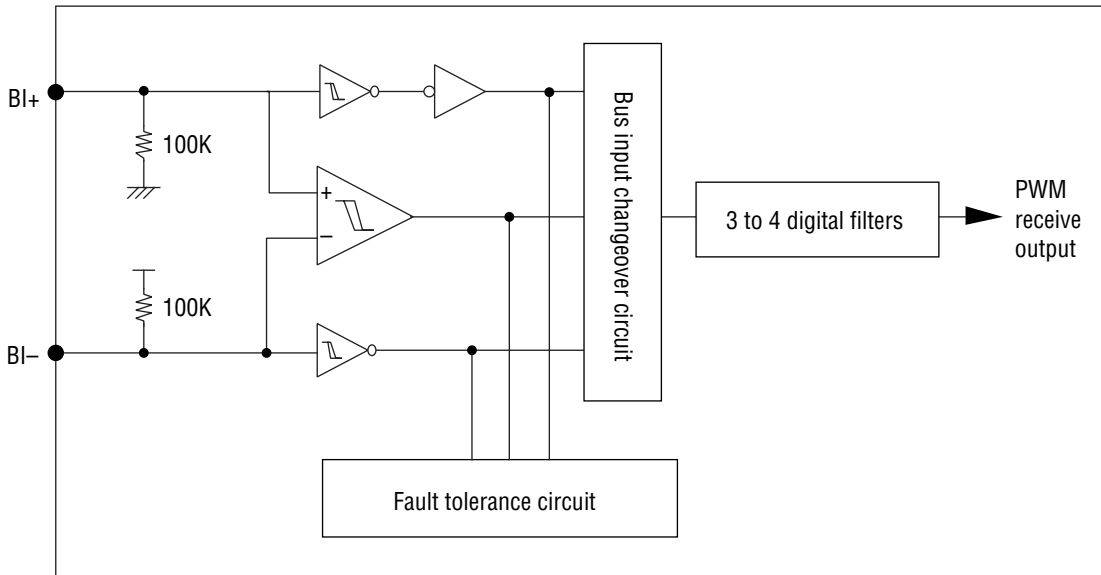 BI+
100K
+
−
100K
BI–
Bus input changeover circuit
3 to 4 digital filters
PWM
receive
output
Fault tolerance circuit